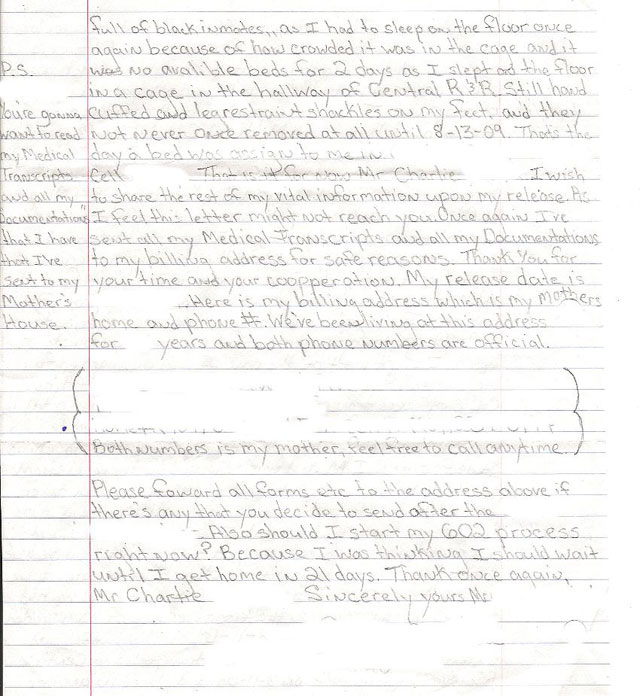 full of black inmates,, as I had to sleep on the floor once
again because of how crowded it was in the cage and it
was no avalible beds for 2 days as I slept on the floor
in a cage in the hallway of Central R&R. Still hand
cuffed and leg restraint shackles on my feet, and they
not never once removed at all until 8-13-09. Thats the
day a bed was assign to me in
Cell That is it for now Mr Charlie I wish
to share the rest of my vital information upon my release. As
I feel this letter might not reach you. Once again I've
sent all my Medical Transcripts and all my Documentations
to my billing address for safe reasons. Thank You for
your time and your coopperation. My release date is
Here is my billing address which is my mothers
home and phone #. We've been living at this address
for years and both phone numbers are official.
Both numbers is my mother, feel free to call anytime.
Please foward all forms etc to the address above if
there's any that you decide to send after the
Also should I start my 602 process
right now? Because I was thinking I should wait
until I get home in 21 days. Thank once again,
Mr Charlie Sincerely yours Mr
P.S.
You're gonna
want to read
my Medical
Transcripts
and all my
Documentations
that I have
that I've
sent to my
Mother's
House.